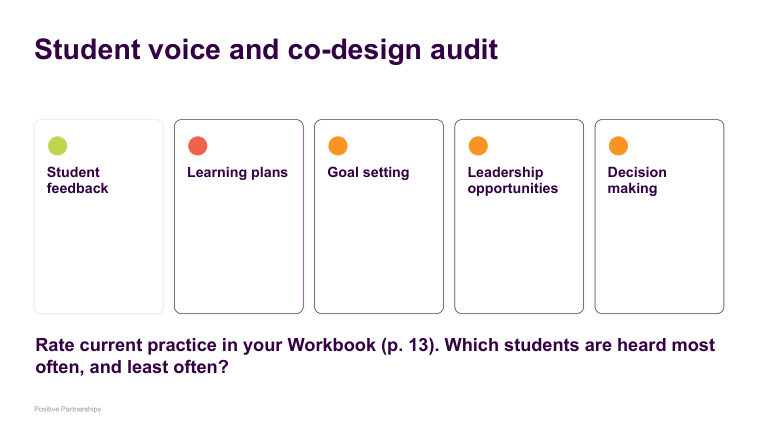 Student voice and co-design audit
Student
feedback
Learning plans
Goal setting
Leadership
opportunities
Decision
making
Rate current practice in your Workbook (p. 13). Which students are heard most
often, and least often?
Positive Partnerships